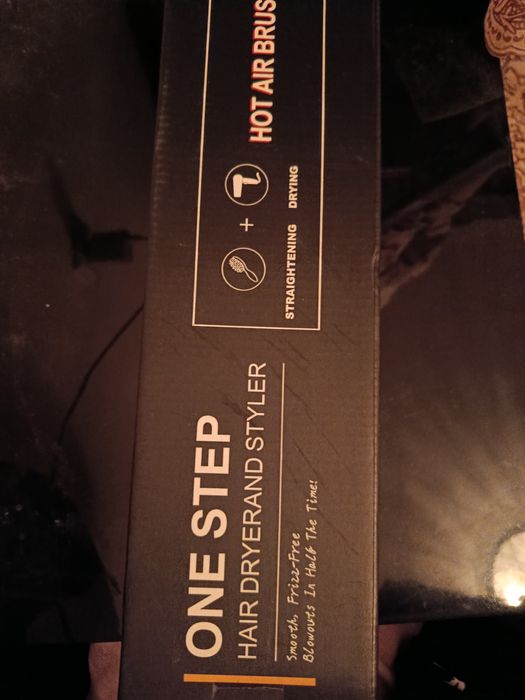 ONE STEP
HAIR DRYERAND STYLER
Smooth, Frizz-Free
Blowouts In Half The Time!
STRAIGHTENING DRYING
HOT AIR BRUS